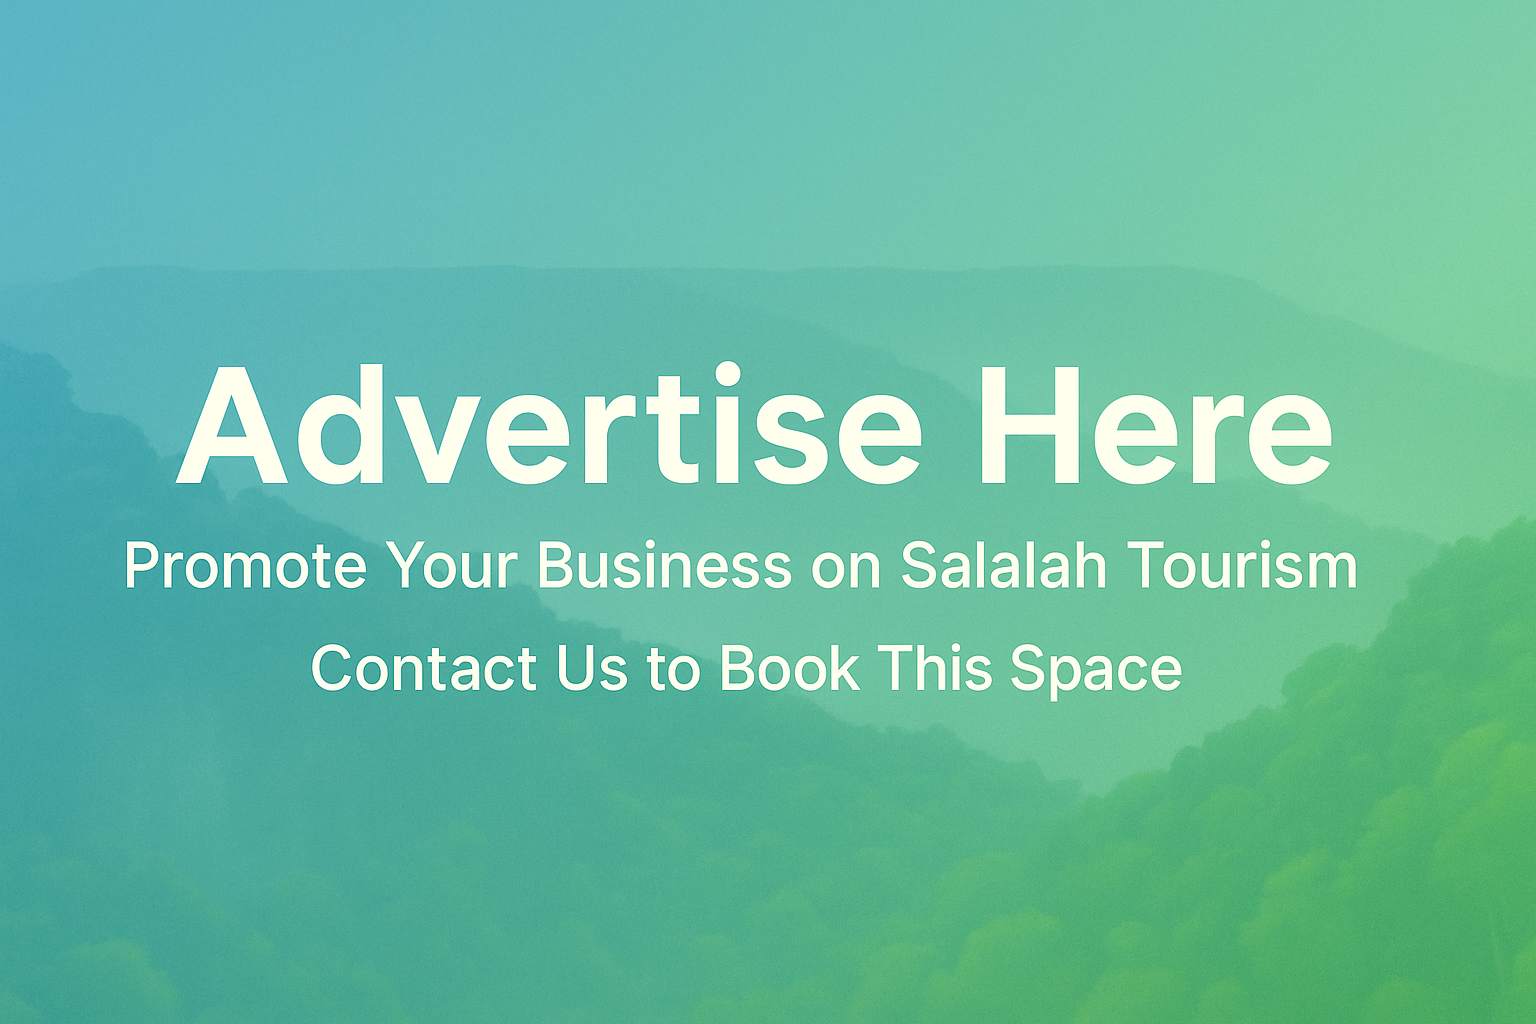 Advertise Here
Promote Your Business on Salalah Tourism
Contact Us to Book This Space